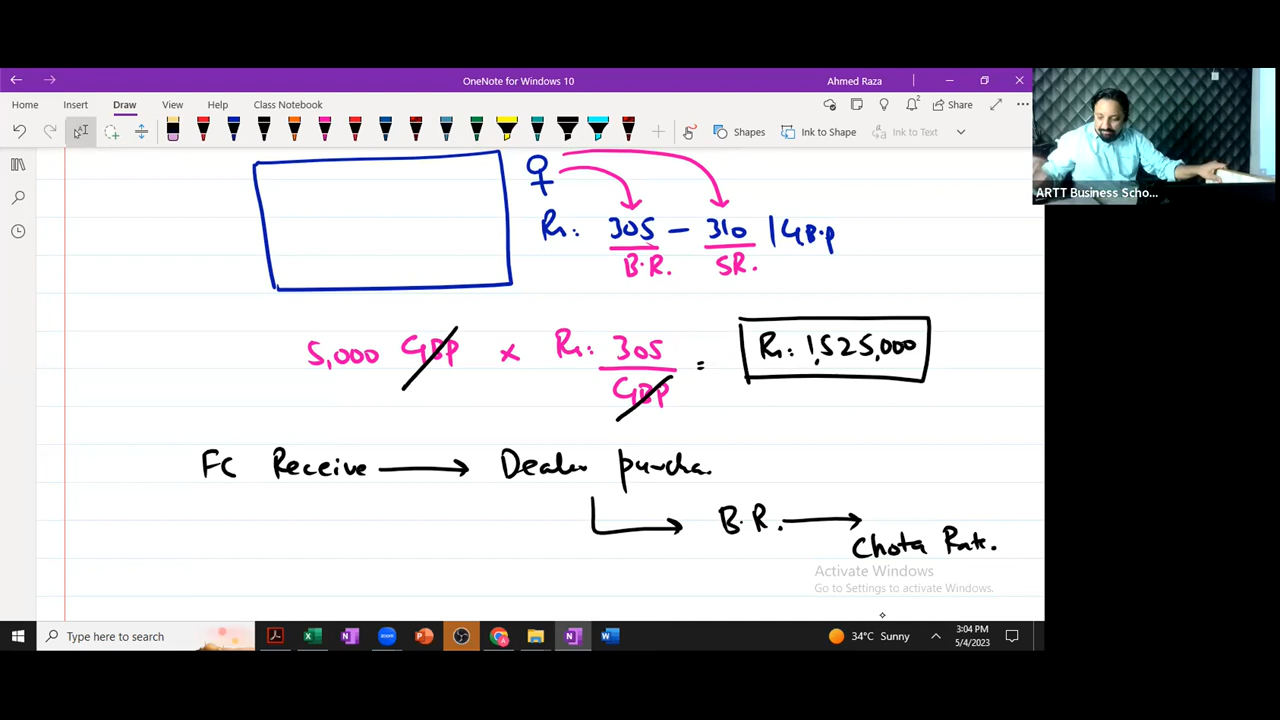 OneNote for Windows 10
Ahmed Raza
Home Insert Draw View Help Class Notebook
Share
Shapes
Ink to Shape
Ink to Text
ARTT Business Scho...
Rs: 305 - 310 / GBP
B.R. SR.
5,000 GBP x Rs: 305 / GBP = Rs: 1,525,000
FC Receive → Dealer purcha.
B.R. → Chota Rate.
Activate Windows
Go to Settings to activate Windows.
Type here to search
34°C Sunny
3:04 PM
5/4/2023